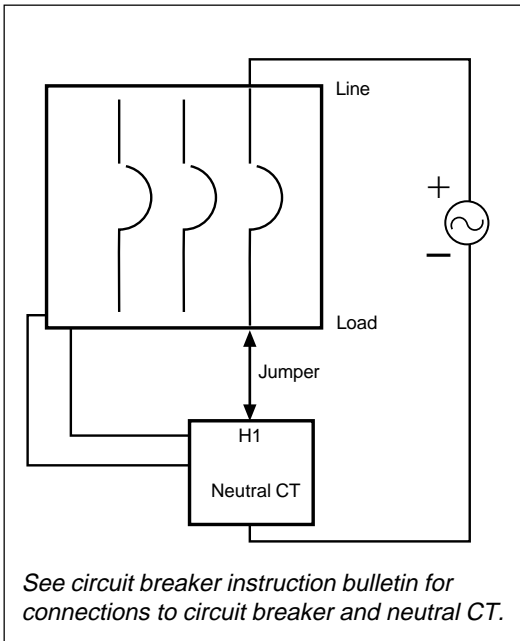 Line
+
−
Load
Jumper
H1
Neutral CT
See circuit breaker instruction bulletin for
connections to circuit breaker and neutral CT.